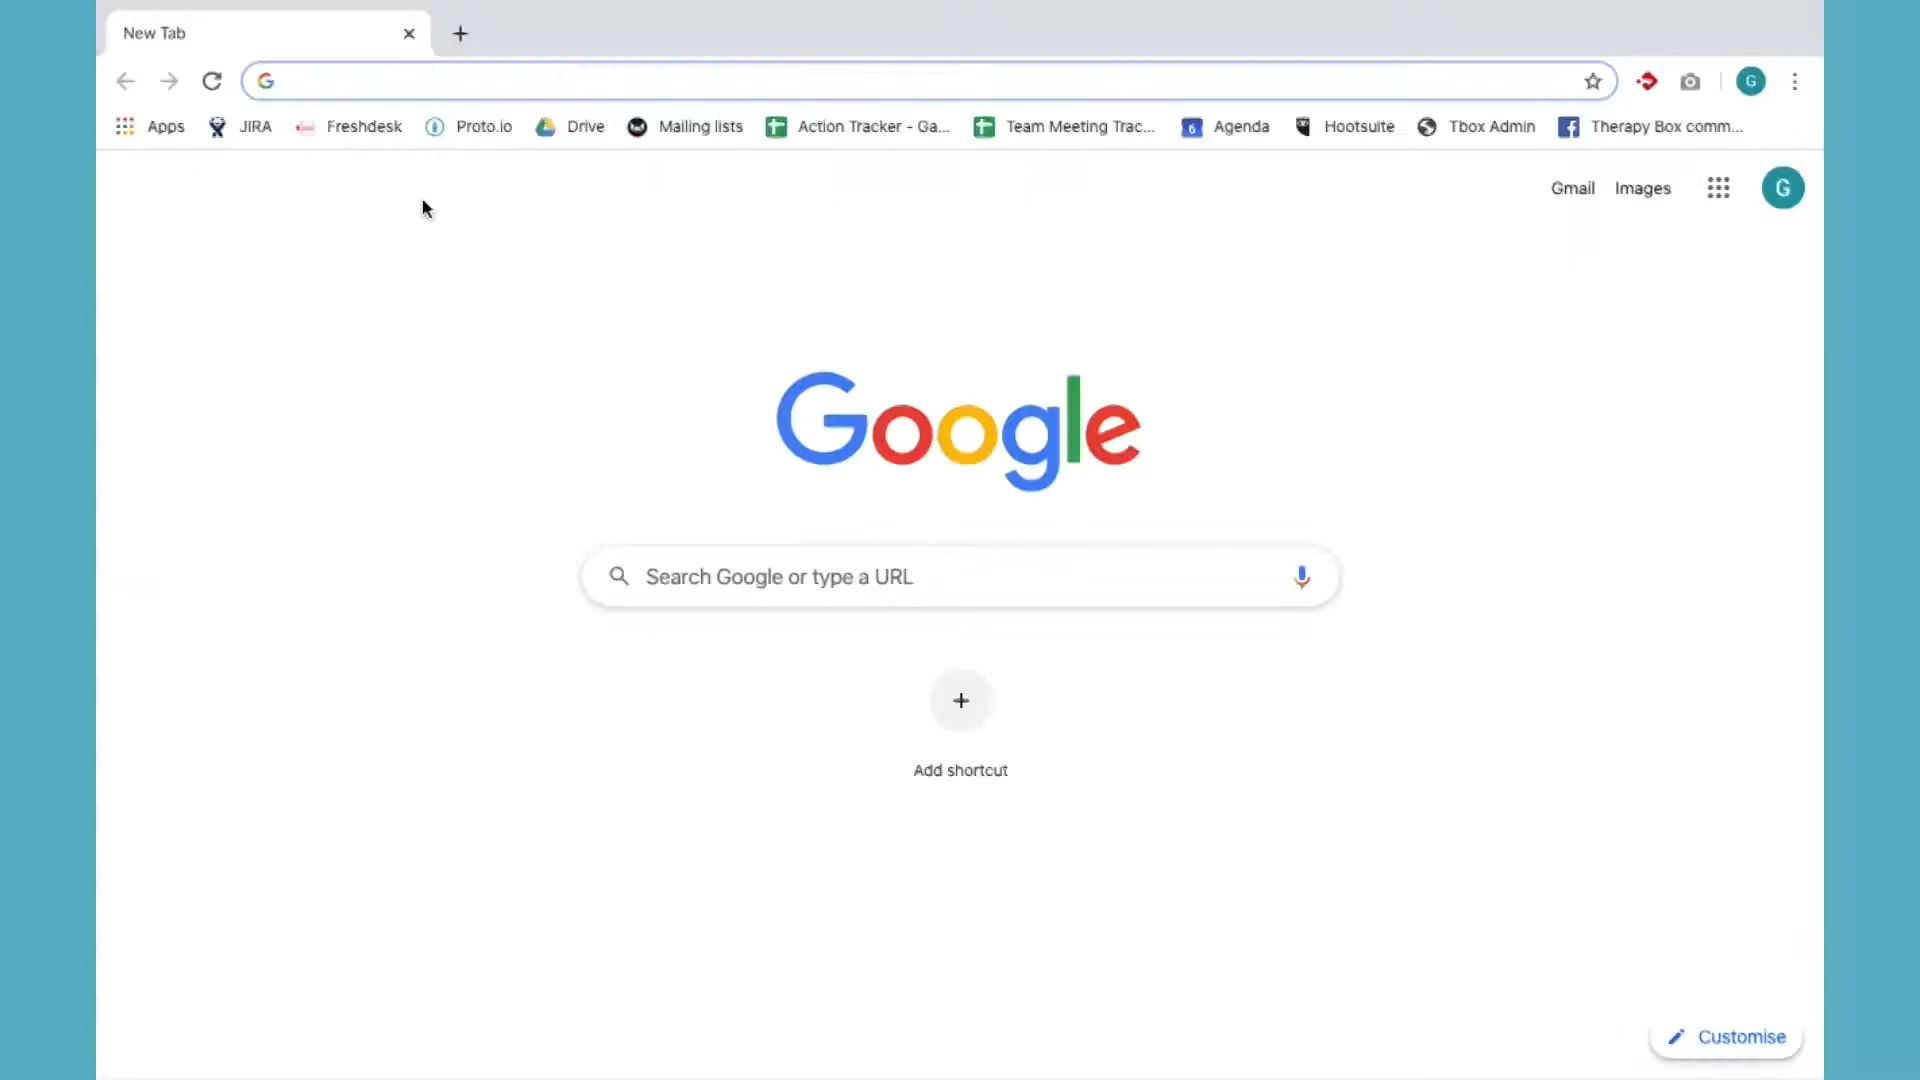 New Tab
Apps JIRA Freshdesk Proto.io Drive Mailing lists Action Tracker - Ga... Team Meeting Trac... 6 Agenda Hootsuite Tbox Admin Therapy Box comm...
G
Gmail Images G
Google
Search Google or type a URL
Add shortcut
Customise